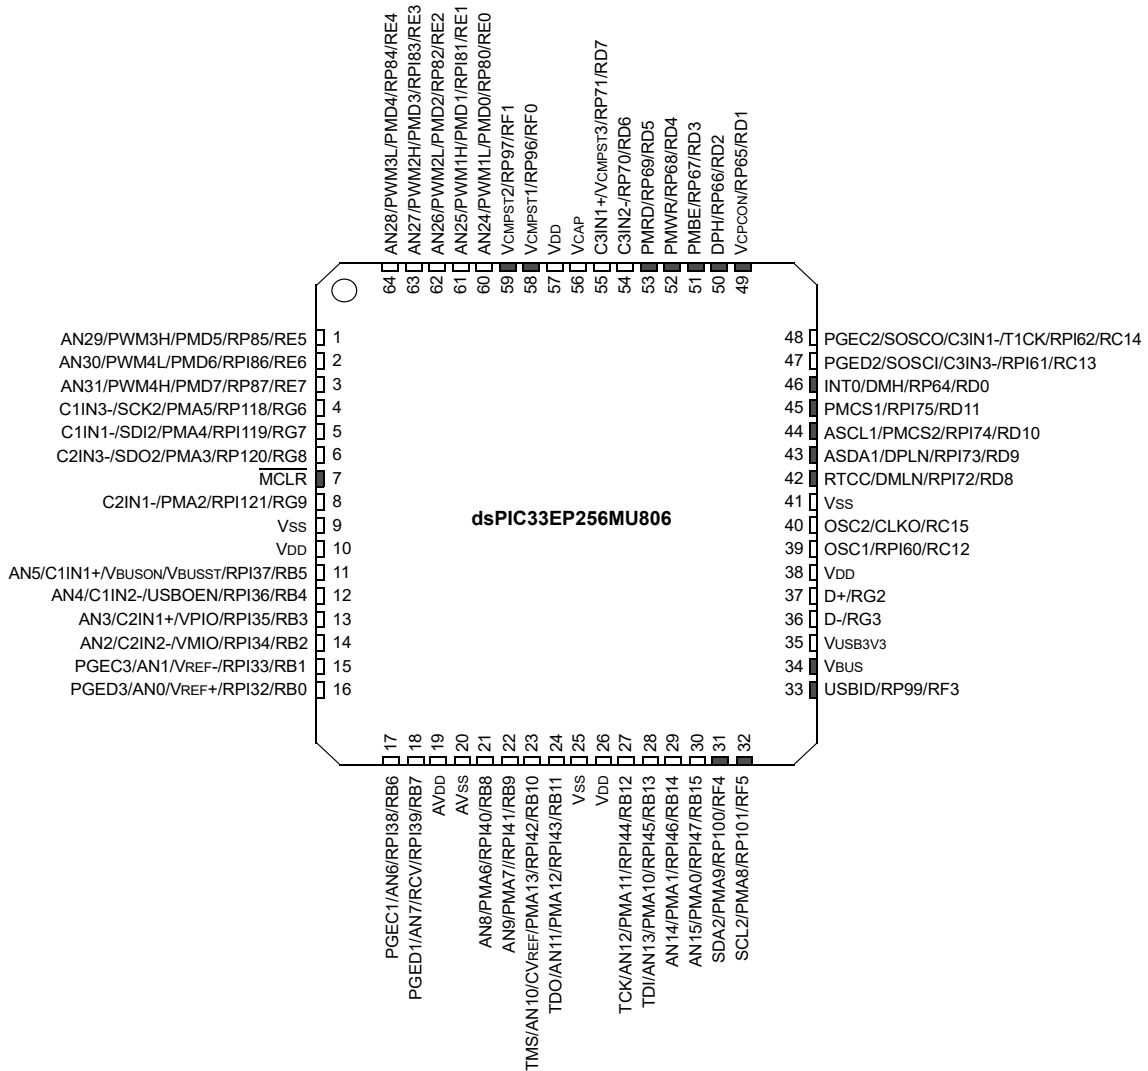 AN28/PWM3L/PMD4/RP84/RE4
AN27/PWM2H/PMD3/RPI83/RE3
AN26/PWM2L/PMD2/RP82/RE2
AN25/PWM1H/PMD1/RPI81/RE1
AN24/PWM1L/PMD0/RP80/RE0
VCMPST2/RP97/RF1
VCMPST1/RP96/RF0
VDD
VCAP
C3IN1+/VCMPST3/RP71/RD7
C3IN2-/RP70/RD6
PMRD/RP69/RD5
PMWR/RP68/RD4
PMBE/RP67/RD3
DPH/RP66/RD2
VCPCON/RP65/RD1
64 63 62 61 60 59 58 57 56 55 54 53 52 51 50 49
AN29/PWM3H/PMD5/RP85/RE5 1
AN30/PWM4L/PMD6/RPI86/RE6 2
AN31/PWM4H/PMD7/RP87/RE7 3
C1IN3-/SCK2/PMA5/RP118/RG6 4
C1IN1-/SDI2/PMA4/RPI119/RG7 5
C2IN3-/SDO2/PMA3/RP120/RG8 6
MCLR 7
C2IN1-/PMA2/RPI121/RG9 8
VSS 9
VDD 10
AN5/C1IN1+/VBUSON/VBUSST/RPI37/RB5 11
AN4/C1IN2-/USBOEN/RPI36/RB4 12
AN3/C2IN1+/VPIO/RPI35/RB3 13
AN2/C2IN2-/VMIO/RPI34/RB2 14
PGEC3/AN1/VREF-/RPI33/RB1 15
PGED3/AN0/VREF+/RPI32/RB0 16
dsPIC33EP256MU806
48 PGEC2/SOSCO/C3IN1-/T1CK/RPI62/RC14
47 PGED2/SOSCI/C3IN3-/RPI61/RC13
46 INT0/DMH/RP64/RD0
45 PMCS1/RPI75/RD11
44 ASCL1/PMCS2/RPI74/RD10
43 ASDA1/DPLN/RPI73/RD9
42 RTCC/DMLN/RPI72/RD8
41 VSS
40 OSC2/CLKO/RC15
39 OSC1/RPI60/RC12
38 VDD
37 D+/RG2
36 D-/RG3
35 VUSB3V3
34 VBUS
33 USBID/RP99/RF3
17 18 19 20 21 22 23 24 25 26 27 28 29 30 31 32
PGEC1/AN6/RPI38/RB6
PGED1/AN7/RCV/RPI39/RB7
AVDD
AVSS
AN8/PMA6/RPI40/RB8
AN9/PMA7//RPI41/RB9
TMS/AN10/CVREF/PMA13/RPI42/RB10
TDO/AN11/PMA12/RPI43/RB11
VSS
VDD
TCK/AN12/PMA11/RPI44/RB12
TDI/AN13/PMA10/RPI45/RB13
AN14/PMA1/RPI46/RB14
AN15/PMA0/RPI47/RB15
SDA2/PMA9/RP100/RF4
SCL2/PMA8/RP101/RF5